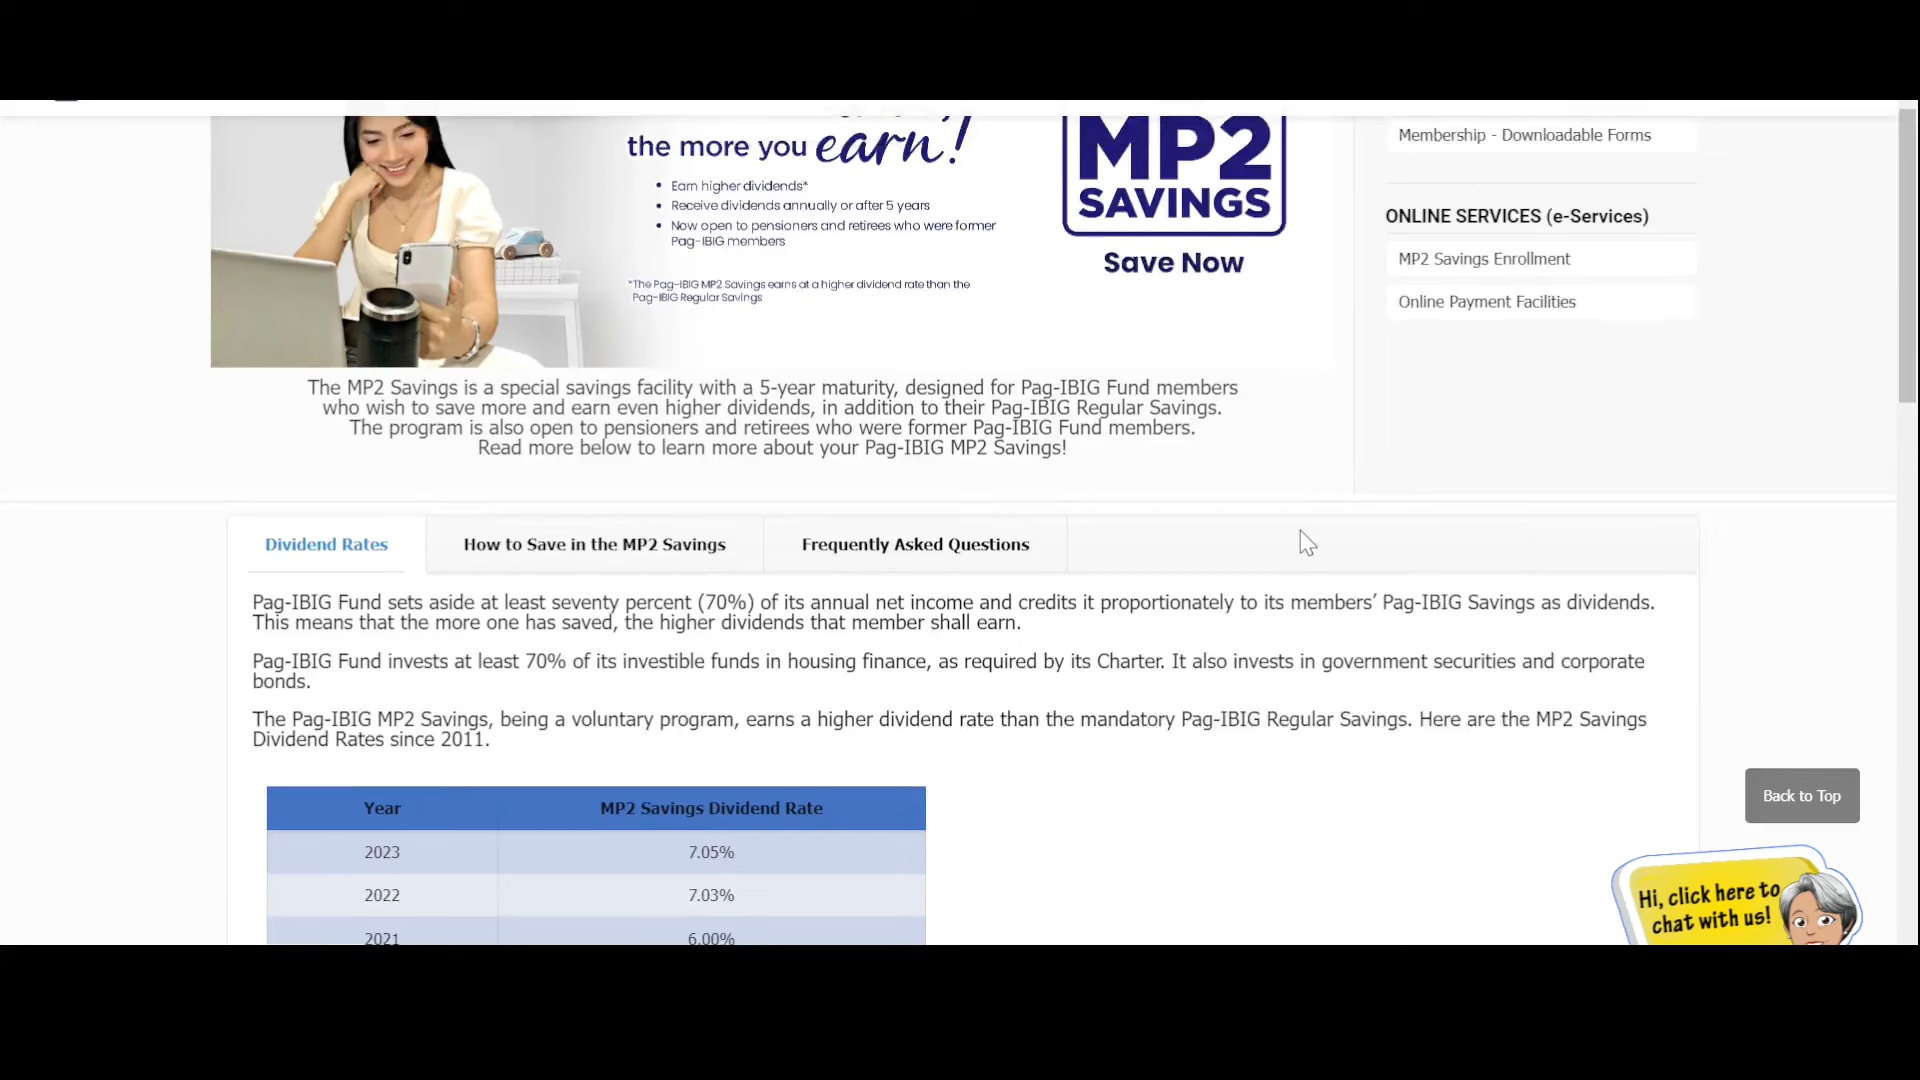 the more you earn!
• Earn higher dividends*
• Receive dividends annually or after 5 years
• Now open to pensioners and retirees who were former
Pag-IBIG members
*The Pag-IBIG MP2 Savings earns at a higher dividend rate than the
Pag-IBIG Regular Savings
MP2
SAVINGS
Save Now
Membership - Downloadable Forms
ONLINE SERVICES (e-Services)
MP2 Savings Enrollment
Online Payment Facilities
The MP2 Savings is a special savings facility with a 5-year maturity, designed for Pag-IBIG Fund members
who wish to save more and earn even higher dividends, in addition to their Pag-IBIG Regular Savings.
The program is also open to pensioners and retirees who were former Pag-IBIG Fund members.
Read more below to learn more about your Pag-IBIG MP2 Savings!
Dividend Rates
How to Save in the MP2 Savings
Frequently Asked Questions
Pag-IBIG Fund sets aside at least seventy percent (70%) of its annual net income and credits it proportionately to its members’ Pag-IBIG Savings as dividends.
This means that the more one has saved, the higher dividends that member shall earn.
Pag-IBIG Fund invests at least 70% of its investible funds in housing finance, as required by its Charter. It also invests in government securities and corporate
bonds.
The Pag-IBIG MP2 Savings, being a voluntary program, earns a higher dividend rate than the mandatory Pag-IBIG Regular Savings. Here are the MP2 Savings
Dividend Rates since 2011.
Year MP2 Savings Dividend Rate
2023 7.05%
2022 7.03%
2021 6.00%
Back to Top
Hi, click here to
chat with us!